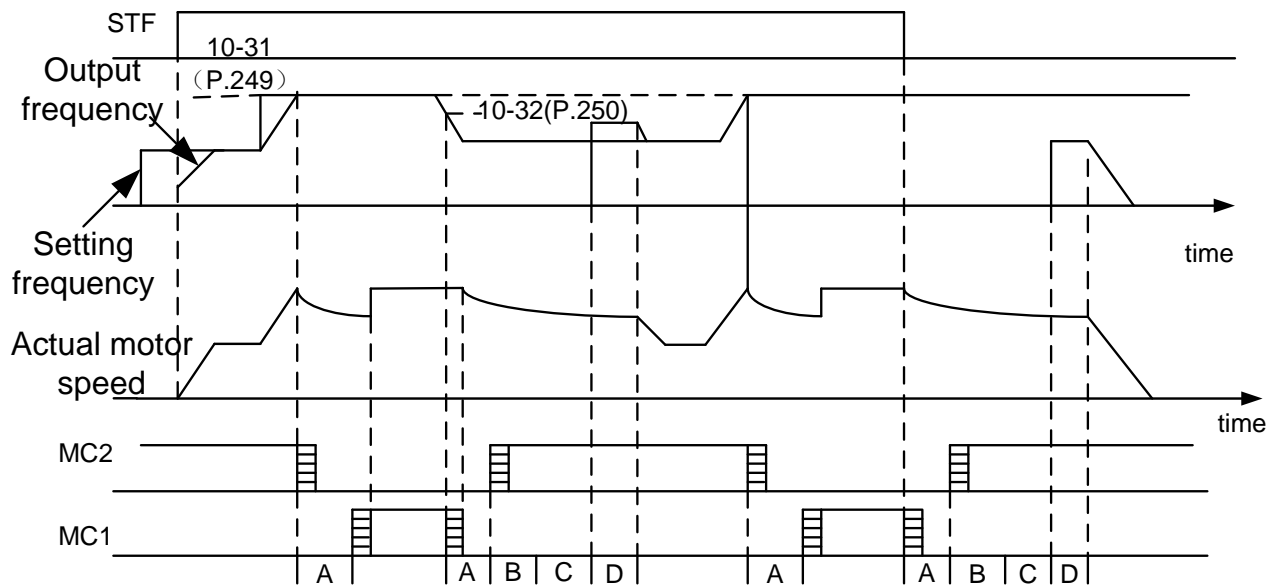 STF
10-31
（P.249）
Output
frequency
-10-32(P.250)
Setting
frequency
time
Actual motor
speed
time
MC2
MC1
A A B C D A A B C D